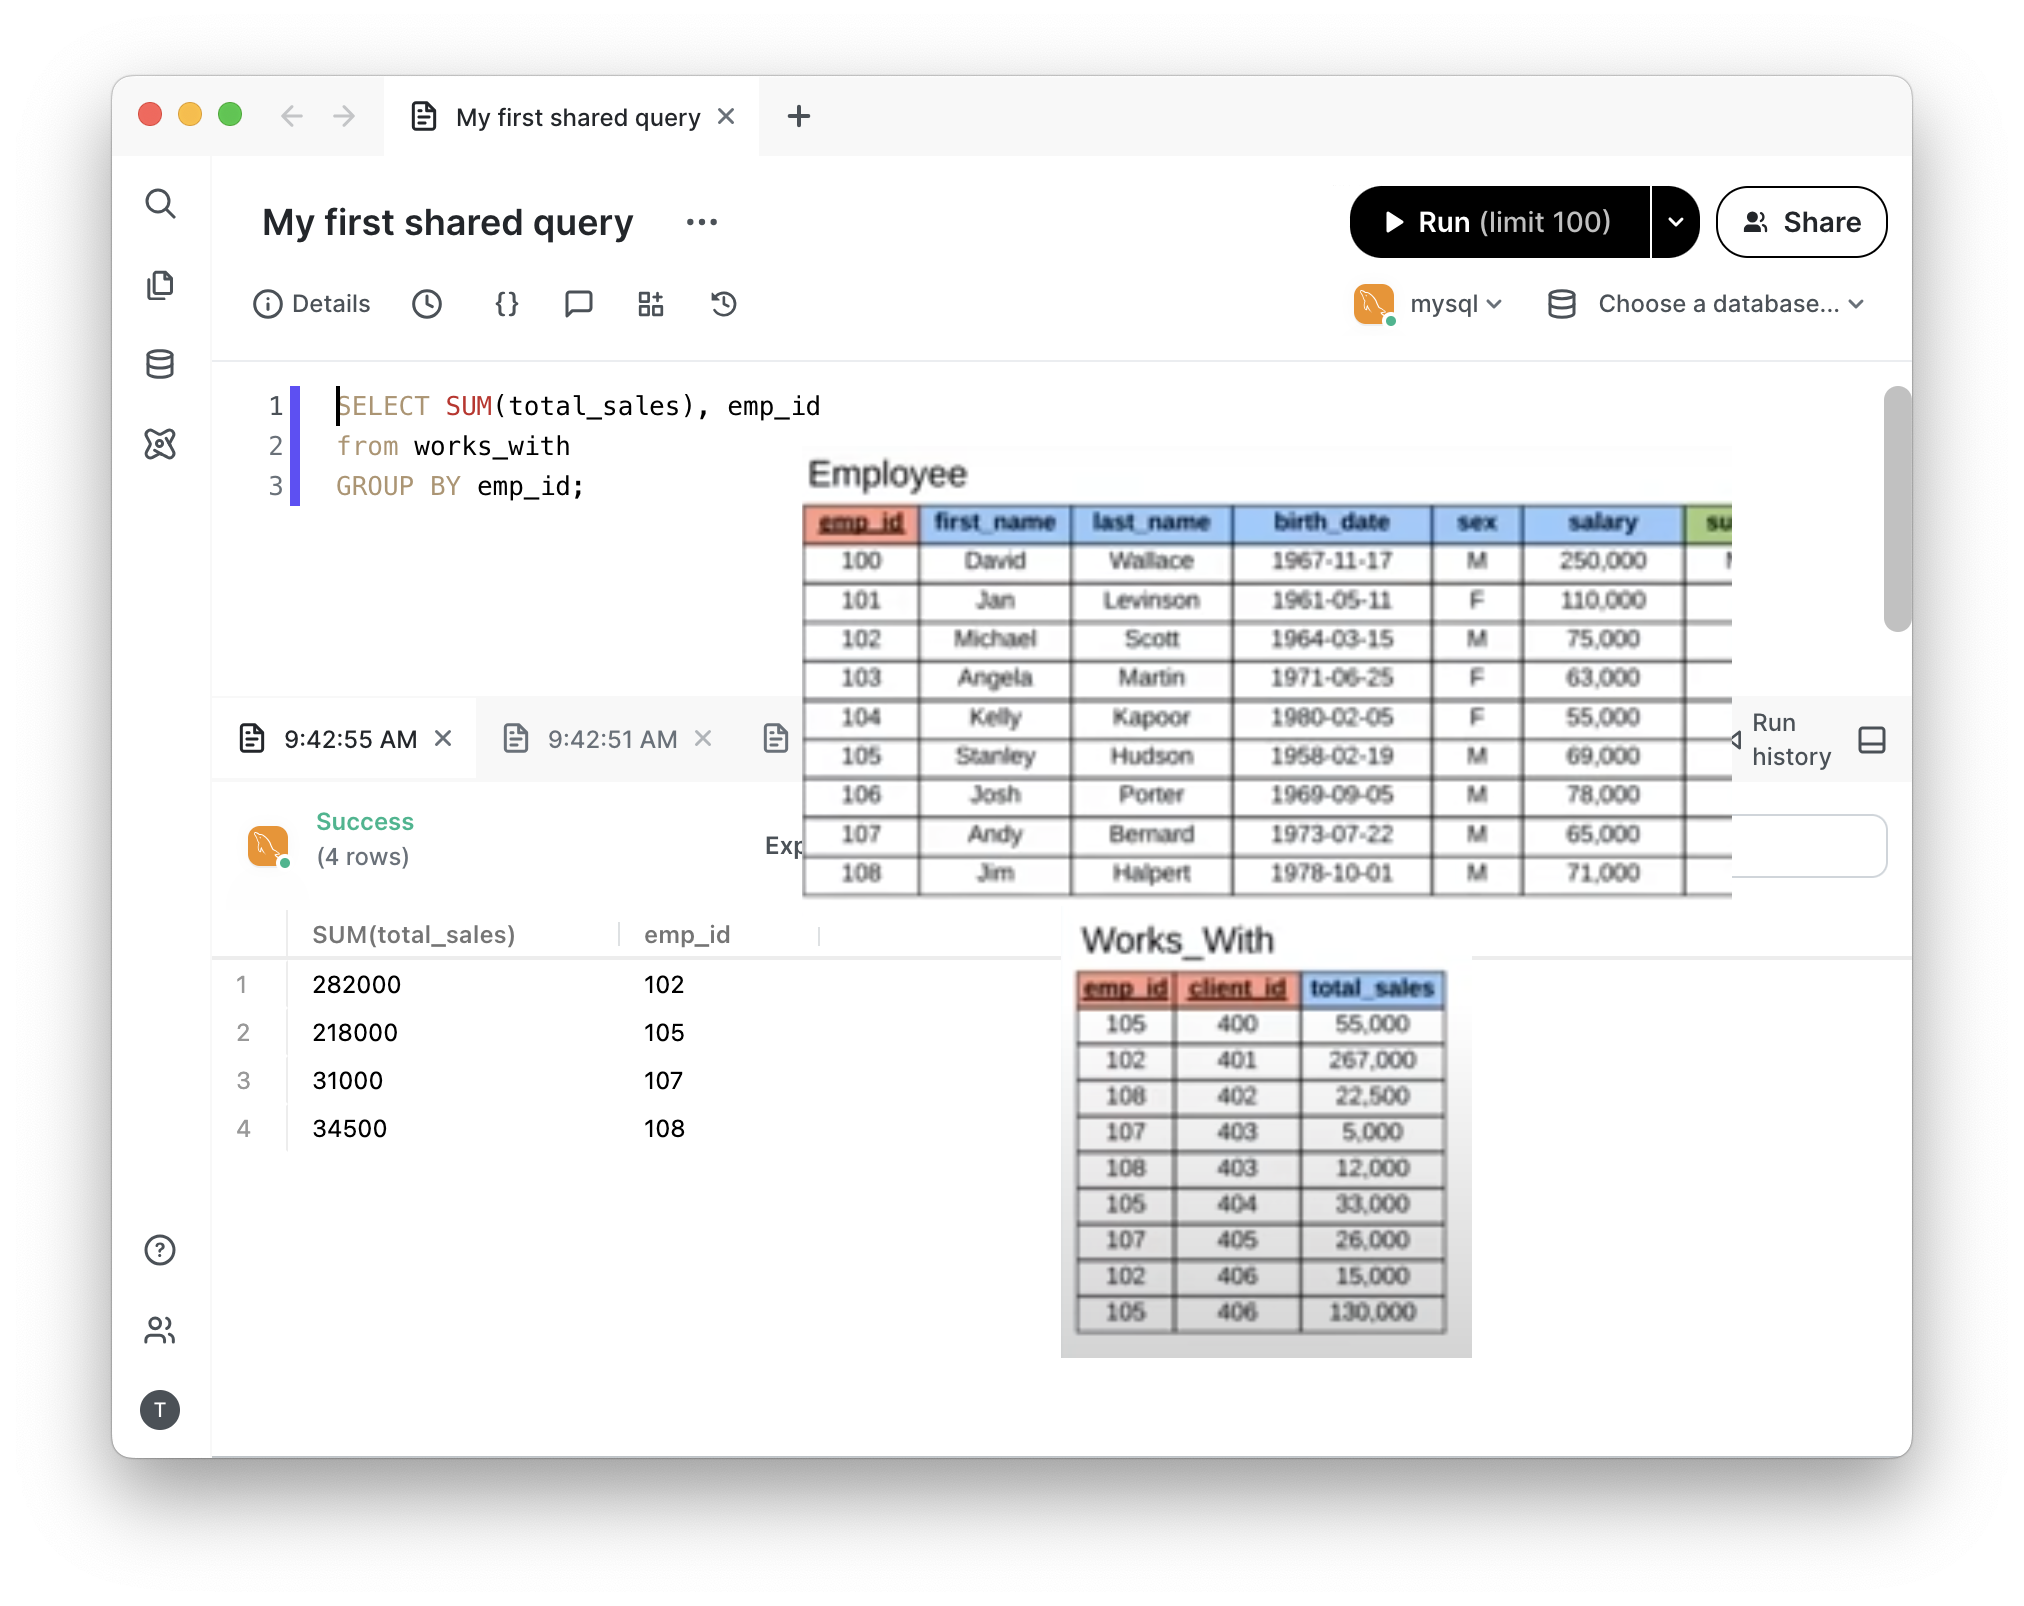 My first shared query
My first shared query
Run (limit 100)
Share
Details
mysql
Choose a database...
1 SELECT SUM(total_sales), emp_id
2 from works_with
3 GROUP BY emp_id;
Employee
emp_id first_name last_name birth_date sex salary
100 David Wallace 1967-11-17 M 250,000
101 Jan Levinson 1961-05-11 F 110,000
102 Michael Scott 1964-03-15 M 75,000
103 Angela Martin 1971-06-25 F 63,000
104 Kelly Kapoor 1980-02-05 F 55,000
105 Stanley Hudson 1958-02-19 M 69,000
106 Josh Porter 1969-09-05 M 78,000
107 Andy Bernard 1973-07-22 M 65,000
108 Jim Halpert 1978-10-01 M 71,000
9:42:55 AM
9:42:51 AM
Run
history
Success
(4 rows)
Exp
SUM(total_sales) emp_id
1 282000 102
2 218000 105
3 31000 107
4 34500 108
Works_With
emp_id client_id total_sales
105 400 55,000
102 401 267,000
108 402 22,500
107 403 5,000
108 403 12,000
105 404 33,000
107 405 26,000
102 406 15,000
105 406 130,000
T